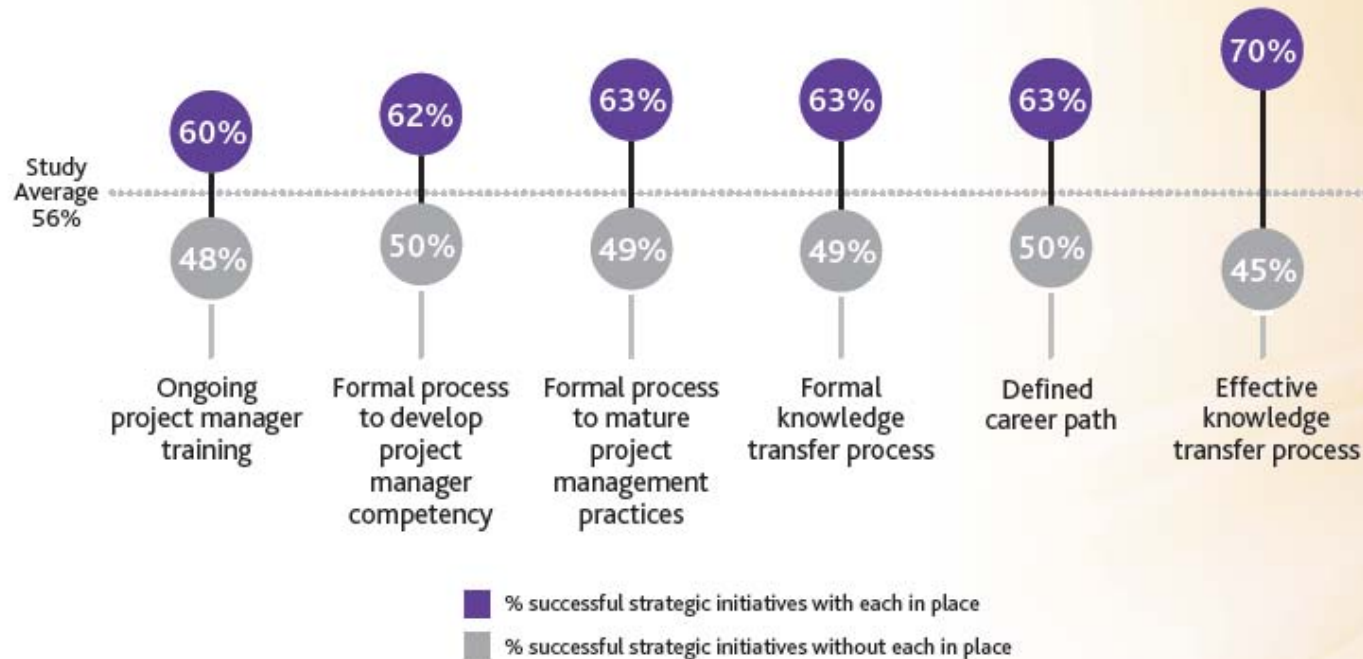 70%
63%
63%
63%
62%
60%
Study
Average
56%
48%
50%
49%
49%
50%
45%
Ongoing
project manager
training
Formal process
to develop
project
manager
competency
Formal process
to mature
project
management
practices
Formal
knowledge
transfer process
Defined
career path
Effective
knowledge
transfer process
% successful strategic initiatives with each in place
% successful strategic initiatives without each in place